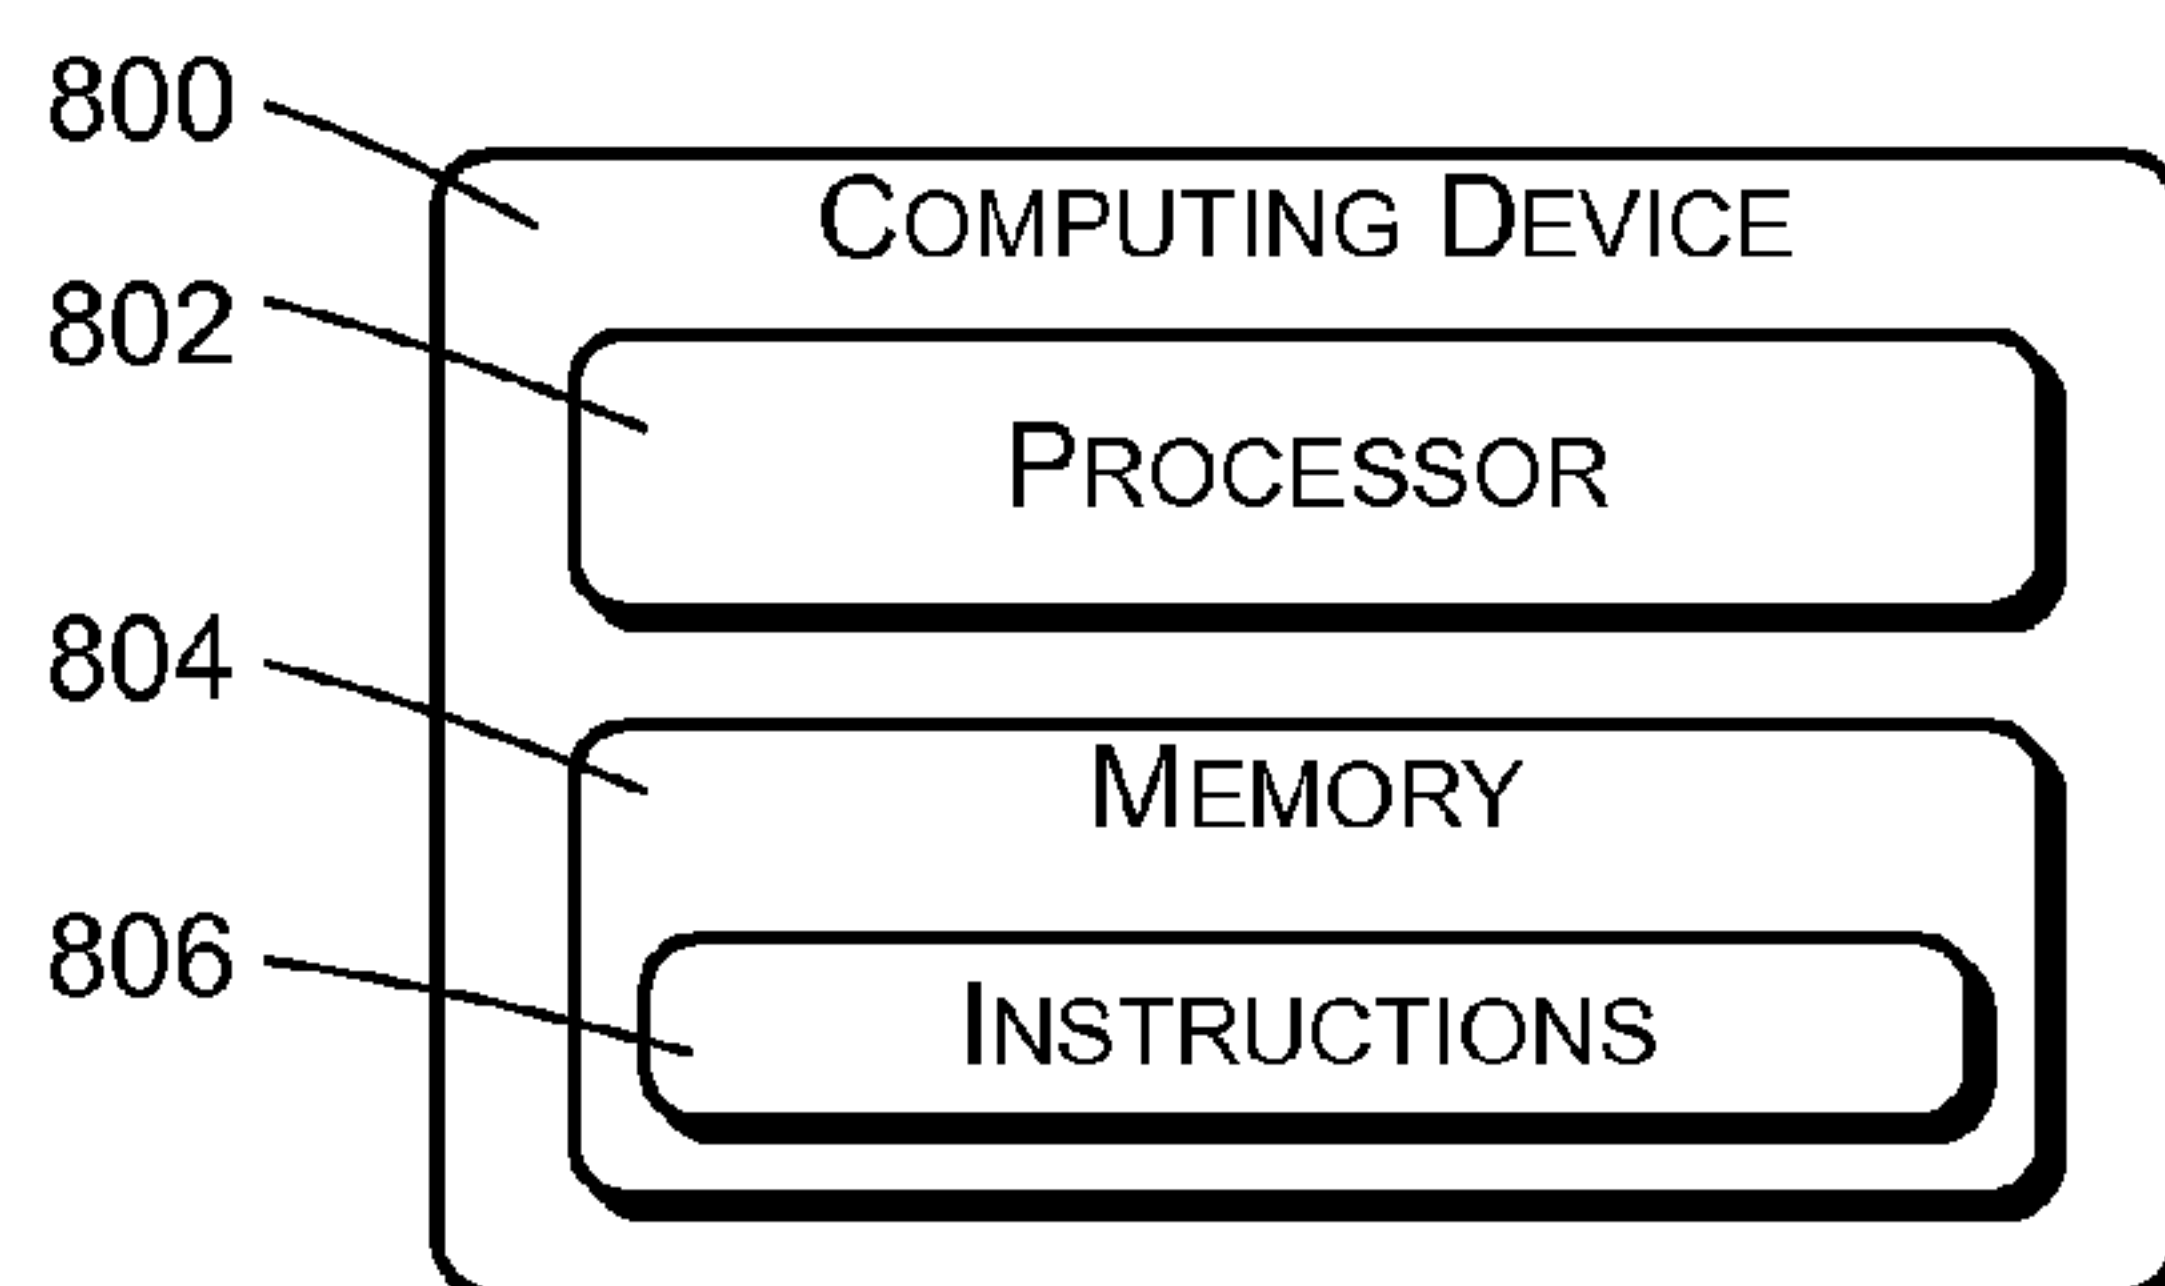 800
COMPUTING DEVICE
802
PROCESSOR
804
MEMORY
806
INSTRUCTIONS